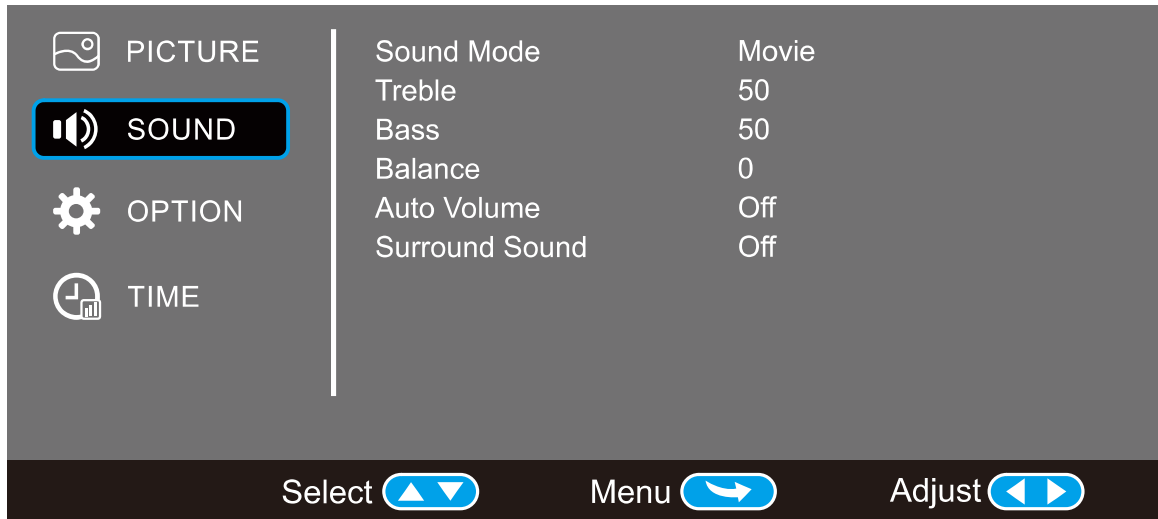 PICTURE
SOUND
OPTION
TIME
Sound Mode Movie
Treble 50
Bass 50
Balance 0
Auto Volume Off
Surround Sound Off
Select Menu Adjust